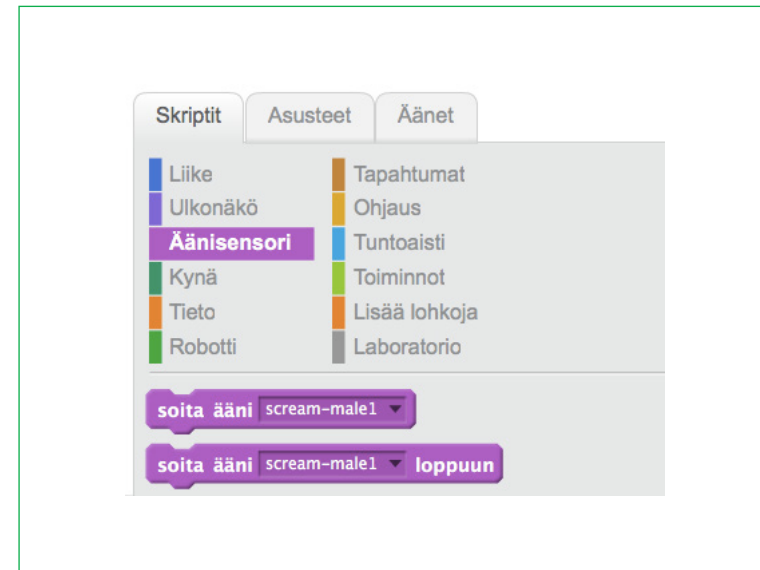 Skriptit Asusteet Äänet
Liike Tapahtumat
Ulkonäkö Ohjaus
Äänisensori Tuntoaisti
Kynä Toiminnot
Tieto Lisää lohkoja
Robotti Laboratorio
soita ääni scream-male1
soita ääni scream-male1 loppuun